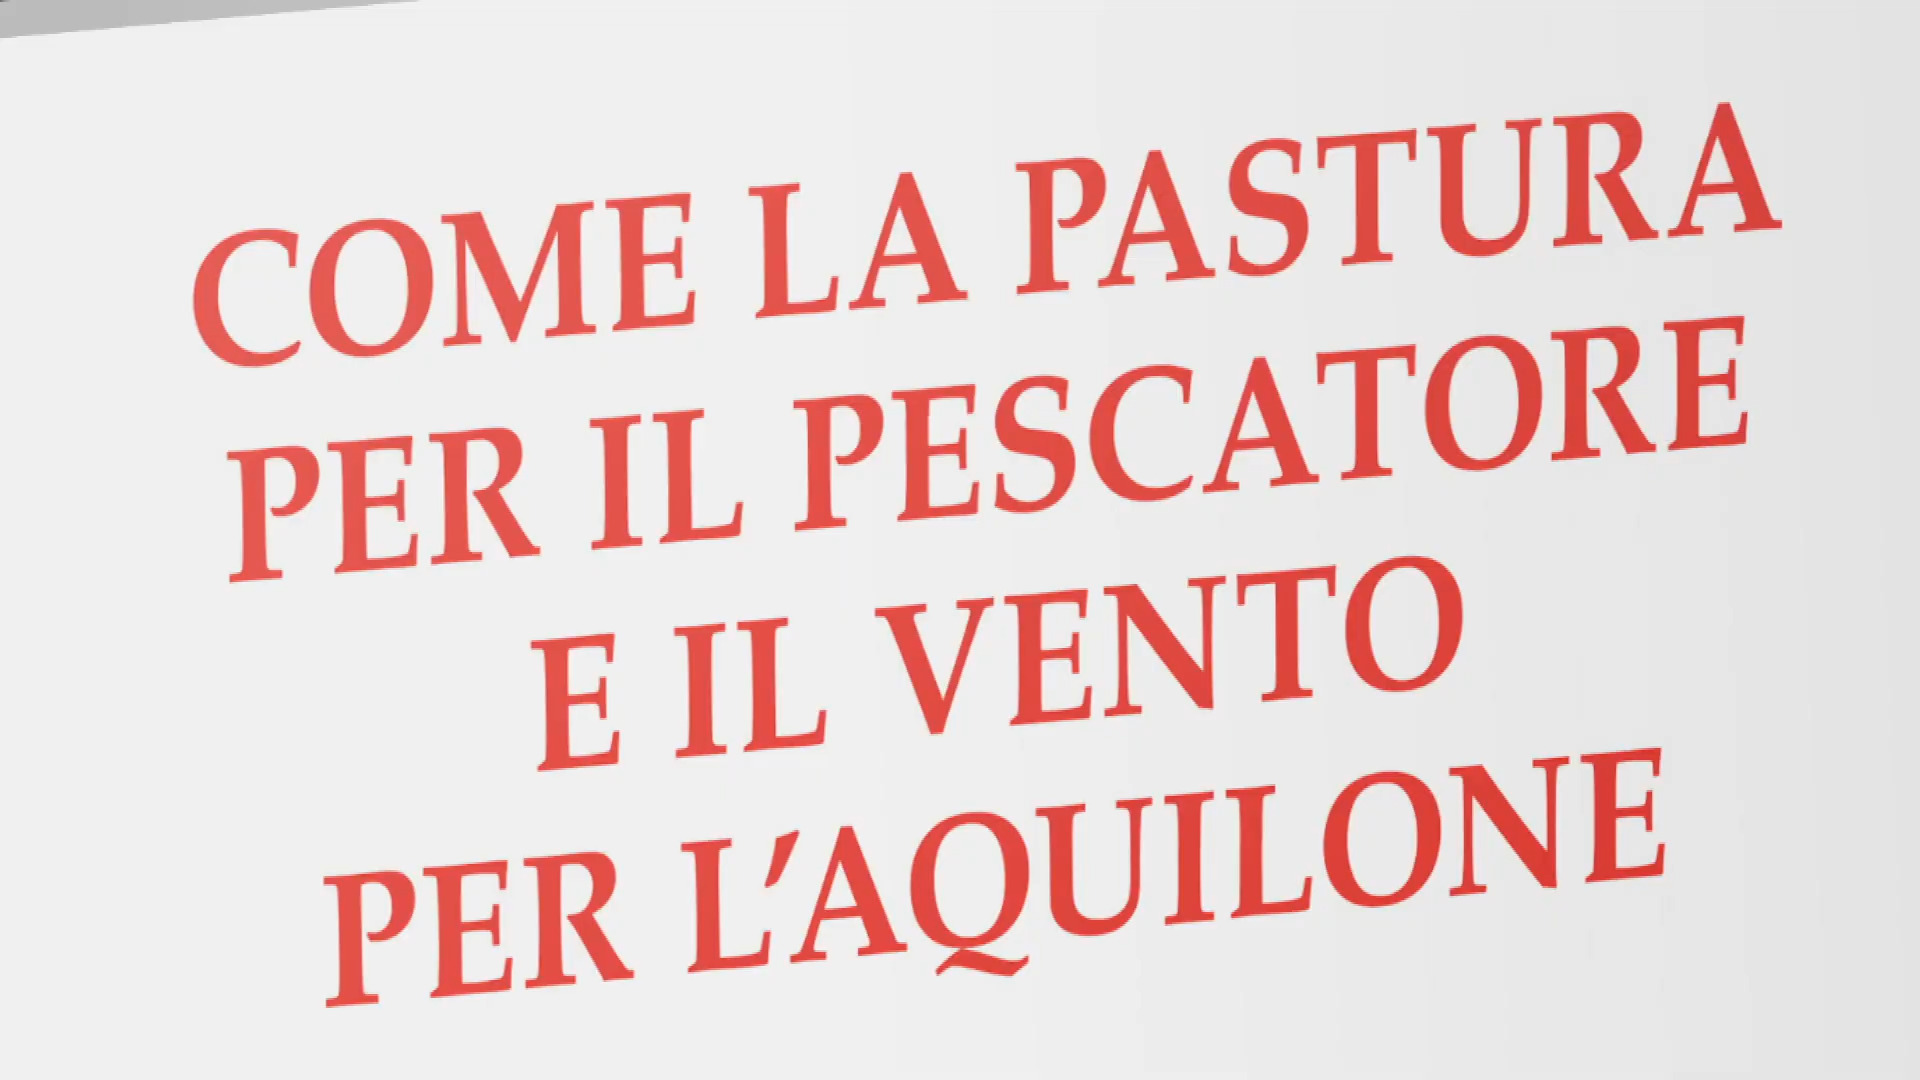 COME LA PASTURA
PER IL PESCATORE
E IL VENTO
PER L’AQUILONE